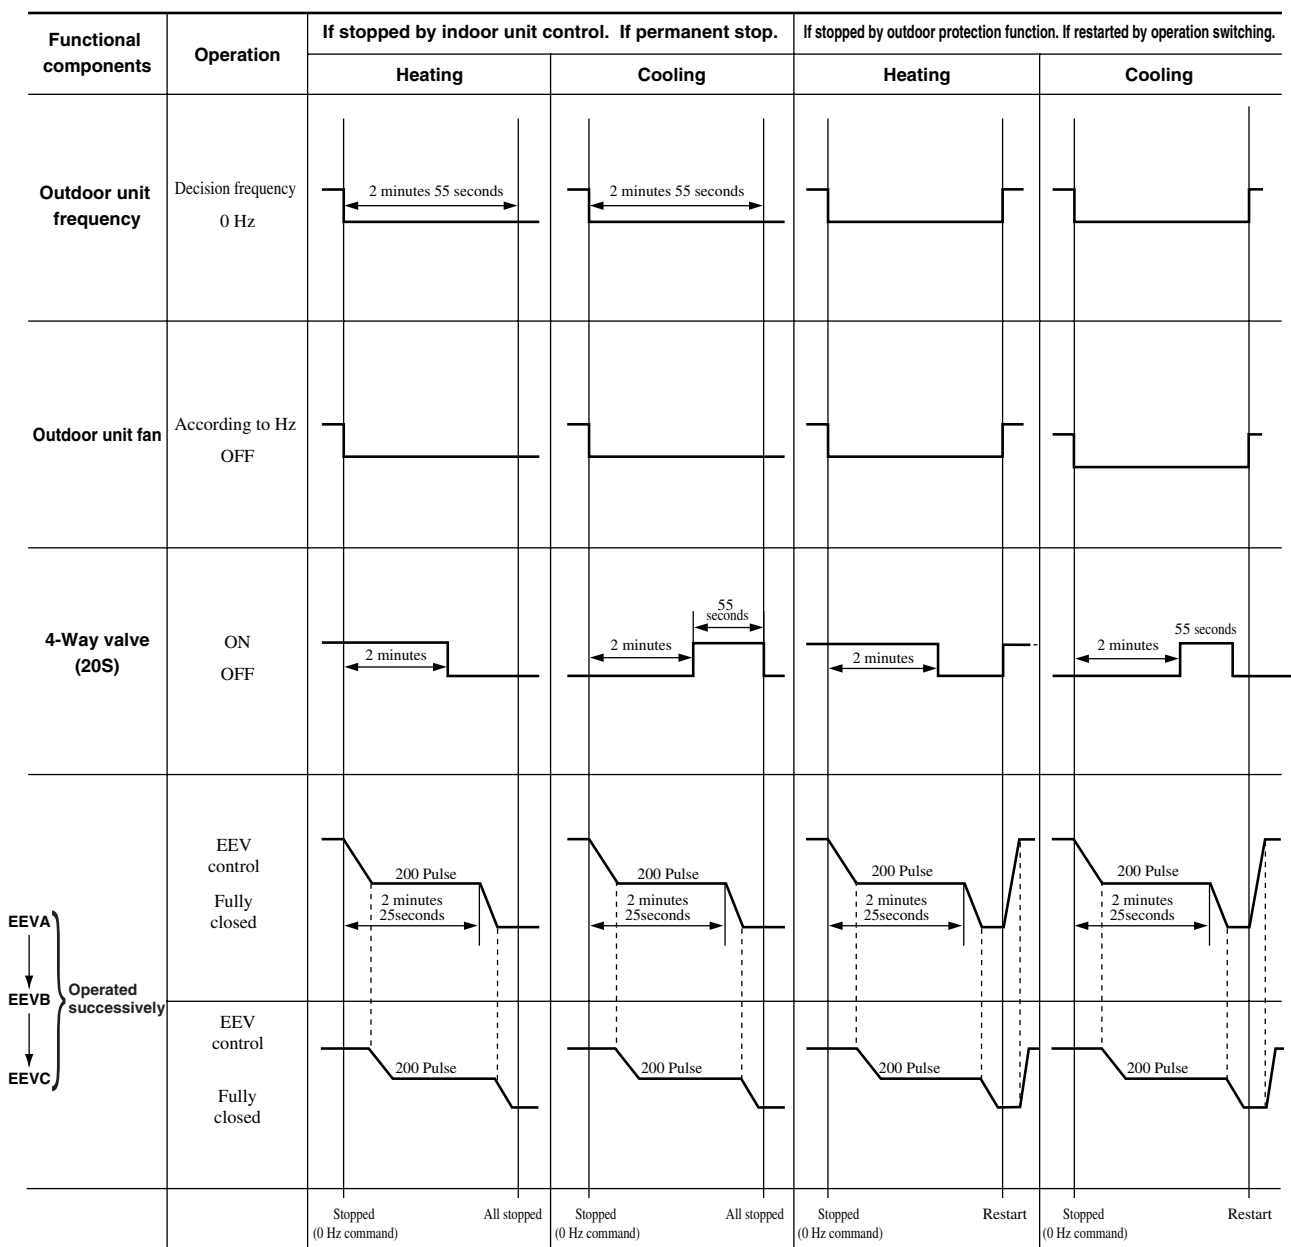 Functional
components
Operation
If stopped by indoor unit control. If permanent stop.
If stopped by outdoor protection function. If restarted by operation switching.
Heating
Cooling
Heating
Cooling
Outdoor unit
frequency
Decision frequency
0 Hz
2 minutes 55 seconds
2 minutes 55 seconds
Outdoor unit fan
According to Hz
OFF
4-Way valve
(20S)
ON
OFF
2 minutes
2 minutes
55
seconds
2 minutes
2 minutes
55 seconds
EEVA
EEVB
EEVC
Operated
successively
EEV
control
Fully
closed
200 Pulse
2 minutes
25seconds
200 Pulse
2 minutes
25seconds
200 Pulse
2 minutes
25seconds
200 Pulse
2 minutes
25seconds
EEV
control
Fully
closed
200 Pulse
200 Pulse
200 Pulse
200 Pulse
Stopped
(0 Hz command)
All stopped
Stopped
(0 Hz command)
All stopped
Stopped
(0 Hz command)
Restart
Stopped
(0 Hz command)
Restart